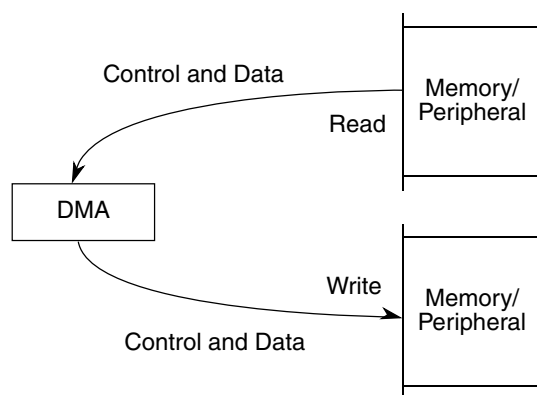 Control and Data
Memory/
Peripheral
Read
DMA
Write
Memory/
Peripheral
Control and Data